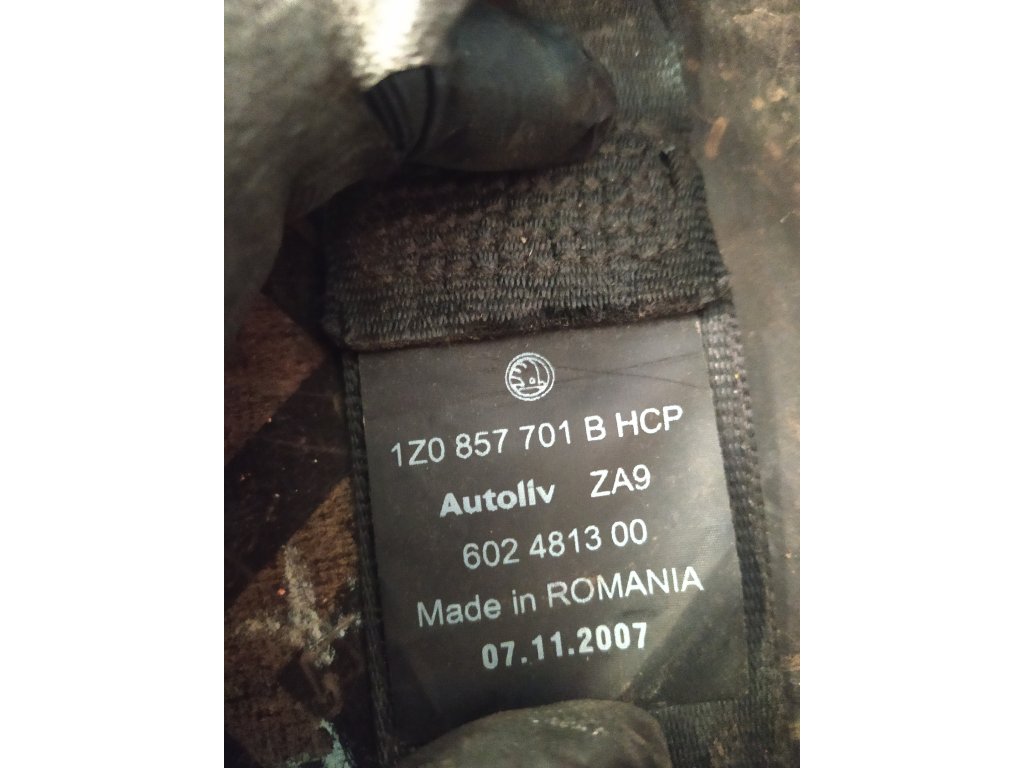 1Z0 857 701 B HCP
Autoliv ZA9
602 4813 00
Made in ROMANIA
07.11.2007